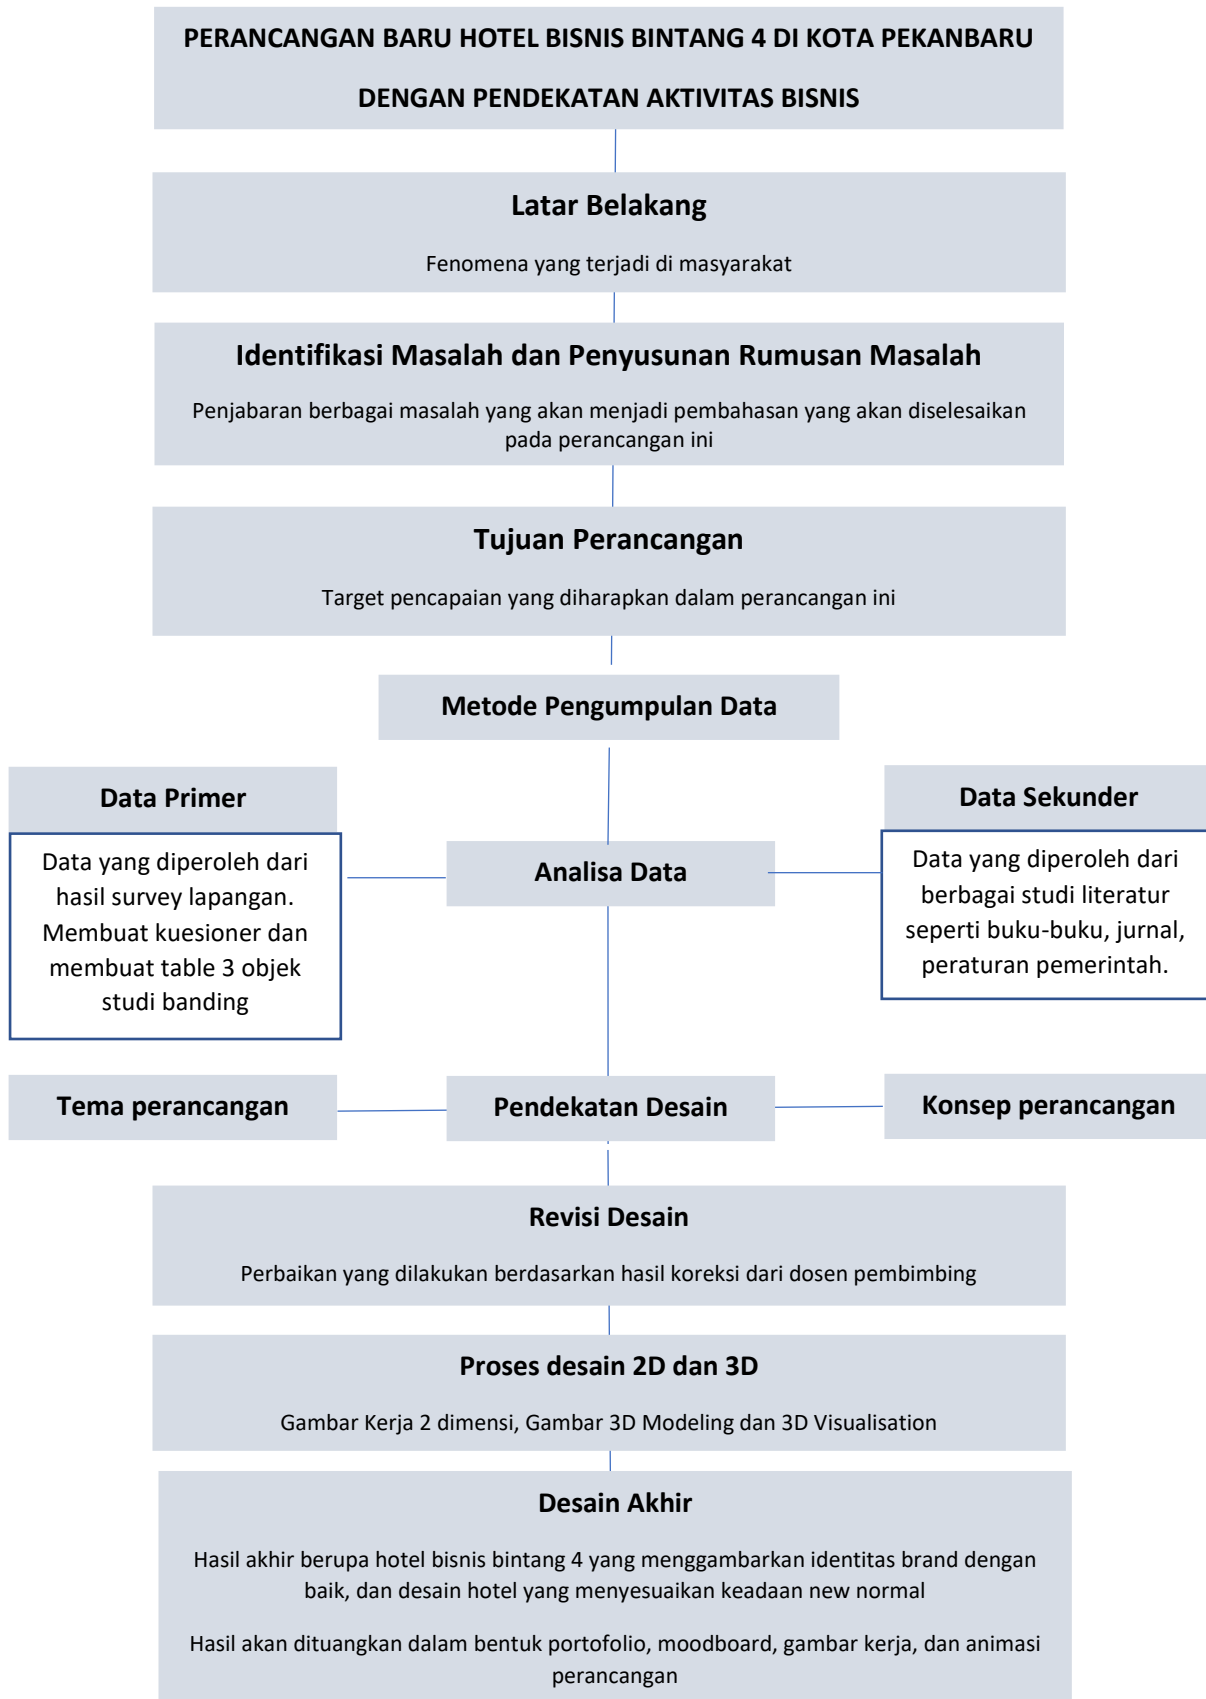 PERANCANGAN BARU HOTEL BISNIS BINTANG 4 DI KOTA PEKANBARU
DENGAN PENDEKATAN AKTIVITAS BISNIS
Latar Belakang
Fenomena yang terjadi di masyarakat
Identifikasi Masalah dan Penyusunan Rumusan Masalah
Penjabaran berbagai masalah yang akan menjadi pembahasan yang akan diselesaikan
pada perancangan ini
Tujuan Perancangan
Target pencapaian yang diharapkan dalam perancangan ini
Metode Pengumpulan Data
Data Primer
Data yang diperoleh dari
hasil survey lapangan.
Membuat kuesioner dan
membuat table 3 objek
studi banding
Analisa Data
Data Sekunder
Data yang diperoleh dari
berbagai studi literatur
seperti buku-buku, jurnal,
peraturan pemerintah.
Tema perancangan
Pendekatan Desain
Konsep perancangan
Revisi Desain
Perbaikan yang dilakukan berdasarkan hasil koreksi dari dosen pembimbing
Proses desain 2D dan 3D
Gambar Kerja 2 dimensi, Gambar 3D Modeling dan 3D Visualisation
Desain Akhir
Hasil akhir berupa hotel bisnis bintang 4 yang menggambarkan identitas brand dengan
baik, dan desain hotel yang menyesuaikan keadaan new normal
Hasil akan dituangkan dalam bentuk portofolio, moodboard, gambar kerja, dan animasi
perancangan